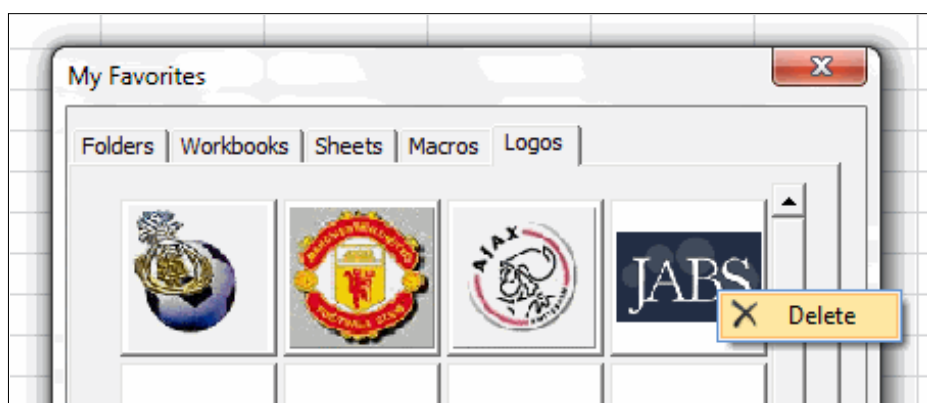 My Favorites
Folders Workbooks Sheets Macros Logos
AJAX
JABS
Delete